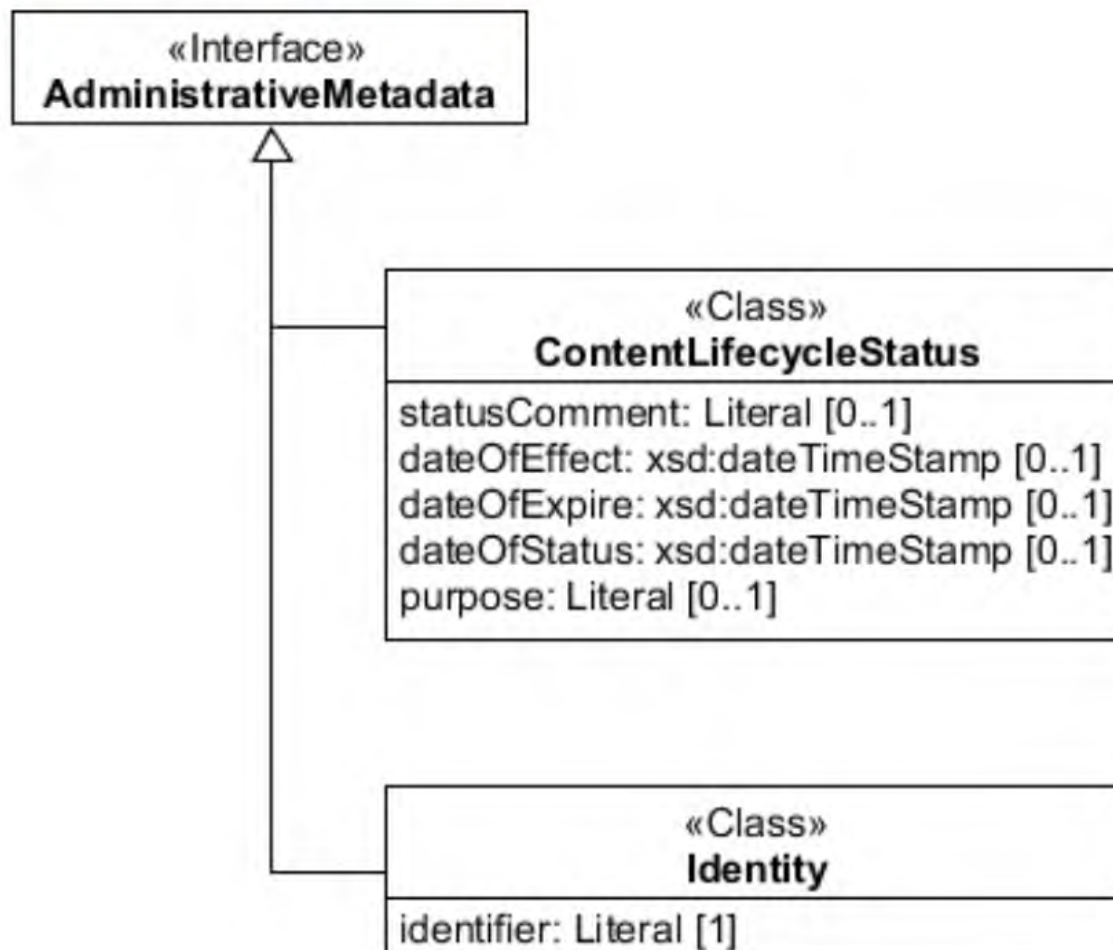 «Interface»
AdministrativeMetadata
«Class»
ContentLifecycleStatus
statusComment: Literal [0..1]
dateOfEffect: xsd:dateTimeStamp [0..1]
dateOfExpire: xsd:dateTimeStamp [0..1]
dateOfStatus: xsd:dateTimeStamp [0..1]
purpose: Literal [0..1]
«Class»
Identity
identifier: Literal [1]